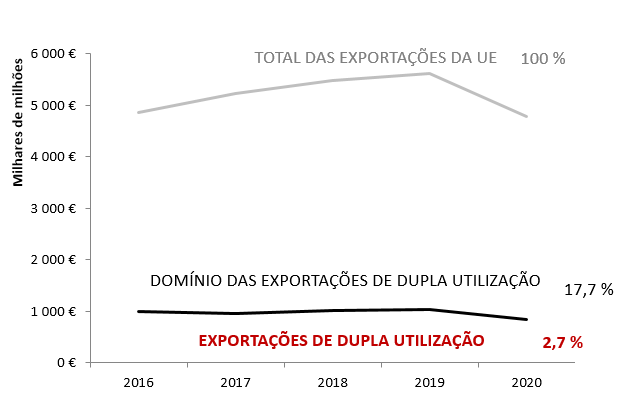 Milhares de milhões
6 000 €
5 000 €
4 000 €
3 000 €
2 000 €
1 000 €
0 €
TOTAL DAS EXPORTAÇÕES DA UE 100 %
DOMÍNIO DAS EXPORTAÇÕES DE DUPLA UTILIZAÇÃO 17,7 %
EXPORTAÇÕES DE DUPLA UTILIZAÇÃO 2,7 %
2016 2017 2018 2019 2020